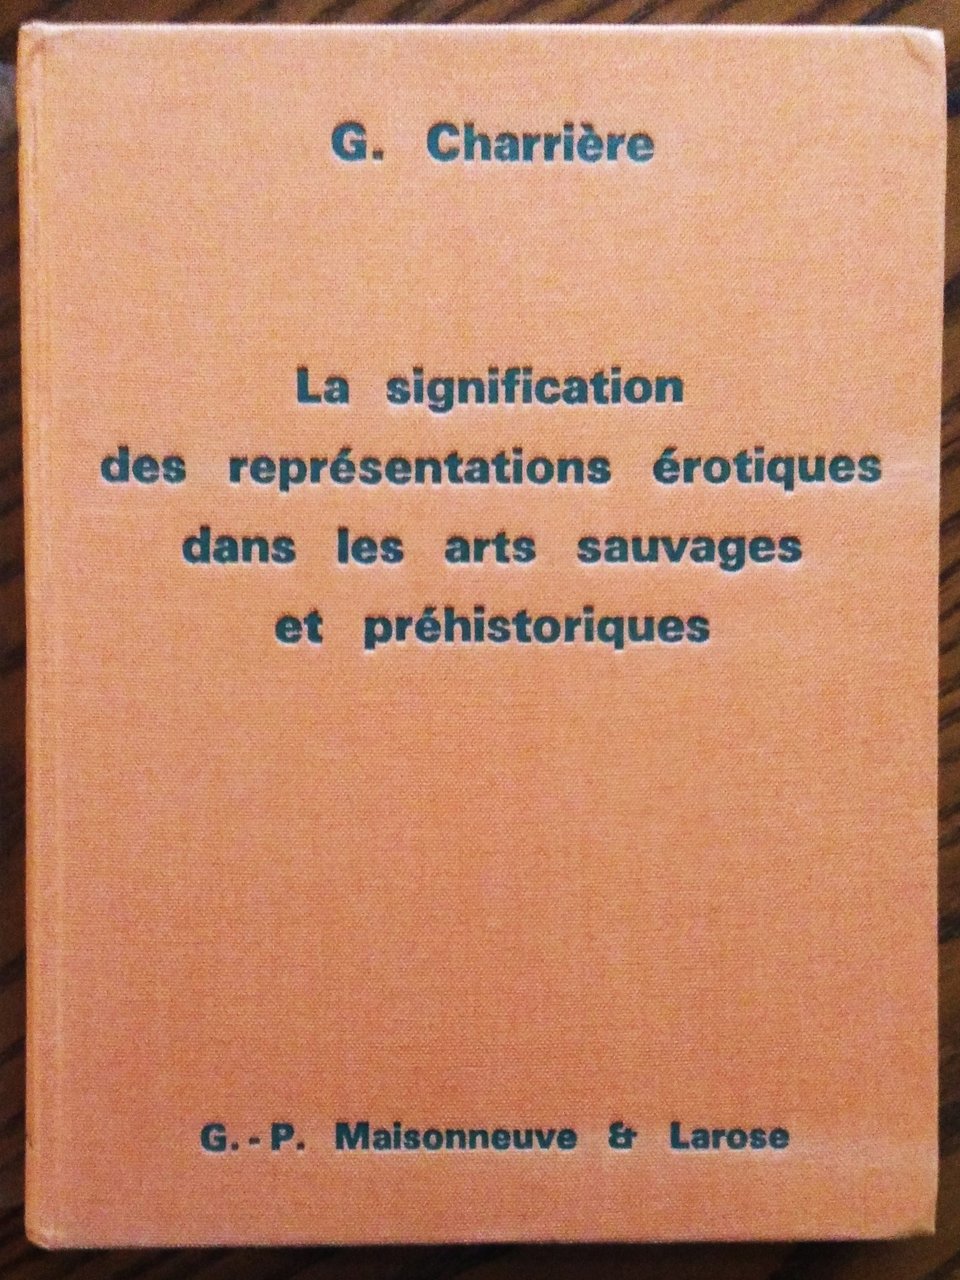 G. Charrière
La signification
des représentations érotiques
dans les arts sauvages
et préhistoriques
G.-P. Maisonneuve & Larose